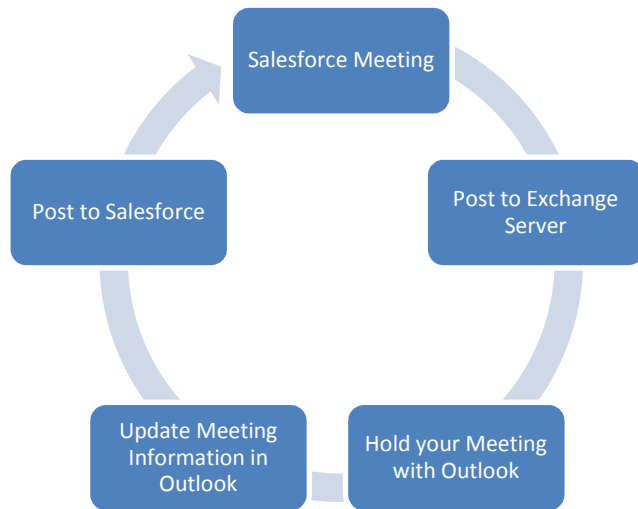 Salesforce Meeting
Post to Exchange
Server
Hold your Meeting
with Outlook
Update Meeting
Information in
Outlook
Post to Salesforce